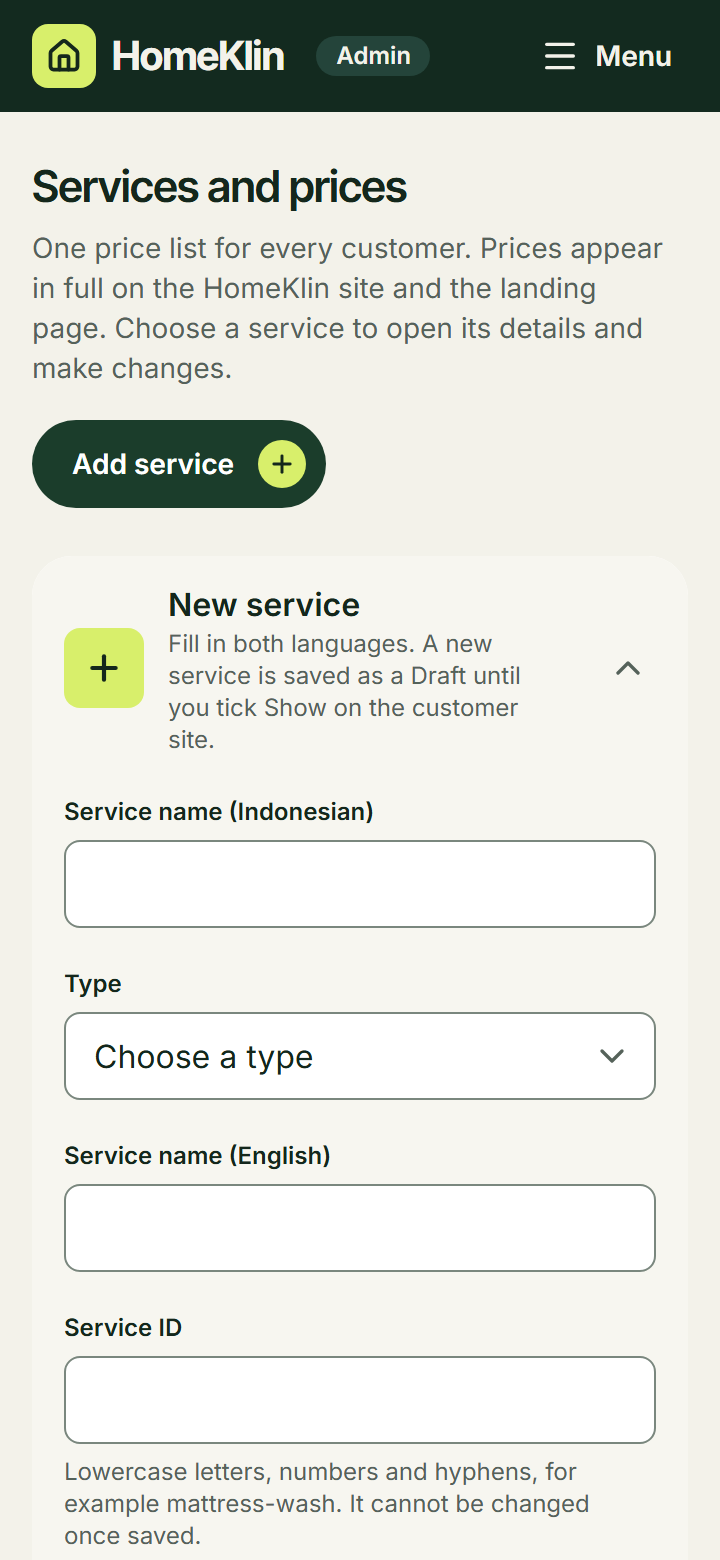 HomeKlin
Admin
Menu
Services and prices
One price list for every customer. Prices appear
in full on the HomeKlin site and the landing
page. Choose a service to open its details and
make changes.
Add service
New service
Fill in both languages. A new
service is saved as a Draft until
you tick Show on the customer
site.
Service name (Indonesian)
Type
Choose a type
Service name (English)
Service ID
Lowercase letters, numbers and hyphens, for
example mattress-wash. It cannot be changed
once saved.